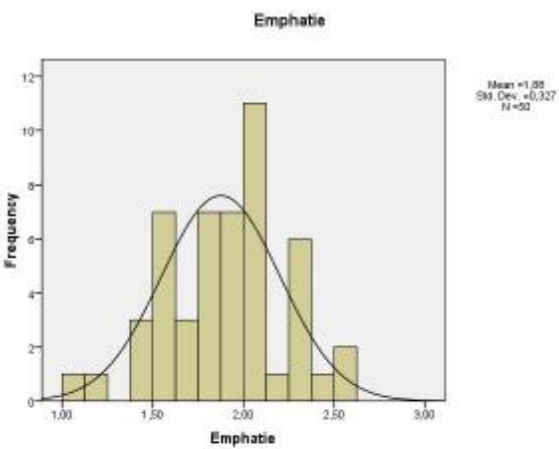 Emphatie
Mean =1,88
Std. Dev. =0,327
N =50
12
10
8
6
4
2
0
Frequency
1,00
1,50
2,00
2,50
3,00
Emphatie